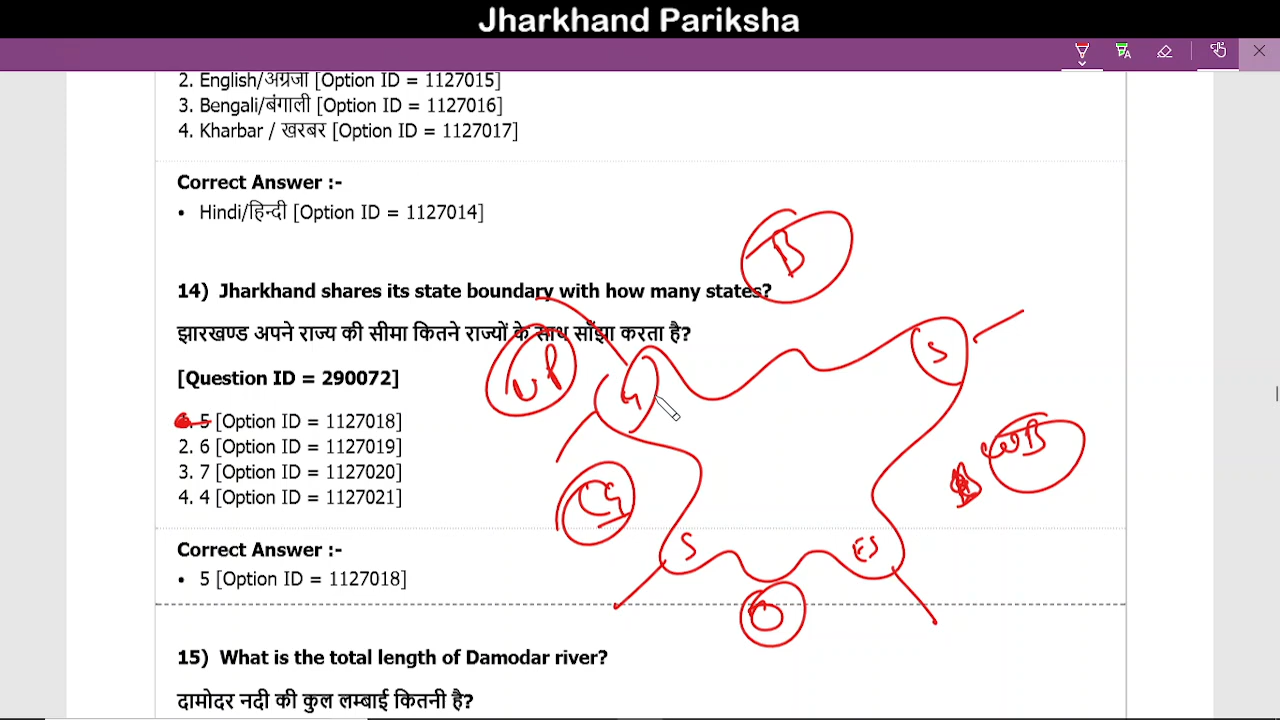 Jharkhand Pariksha
2. English/अंग्रेजी [Option ID = 1127015]
3. Bengali/बंगाली [Option ID = 1127016]
4. Kharbar / खरबर [Option ID = 1127017]
Correct Answer :-
• Hindi/हिन्दी [Option ID = 1127014]
B
14) Jharkhand shares its state boundary with how many states?
झारखण्ड अपने राज्य की सीमा कितने राज्यों के साथ साँझा करता है?
S
UP
G
[Question ID = 290072]
5 [Option ID = 1127018]
2. 6 [Option ID = 1127019]
WB
3. 7 [Option ID = 1127020]
4. 4 [Option ID = 1127021]
CG
Correct Answer :-
S
ES
• 5 [Option ID = 1127018]
O
15) What is the total length of Damodar river?
दामोदर नदी की कुल लम्बाई कितनी है?